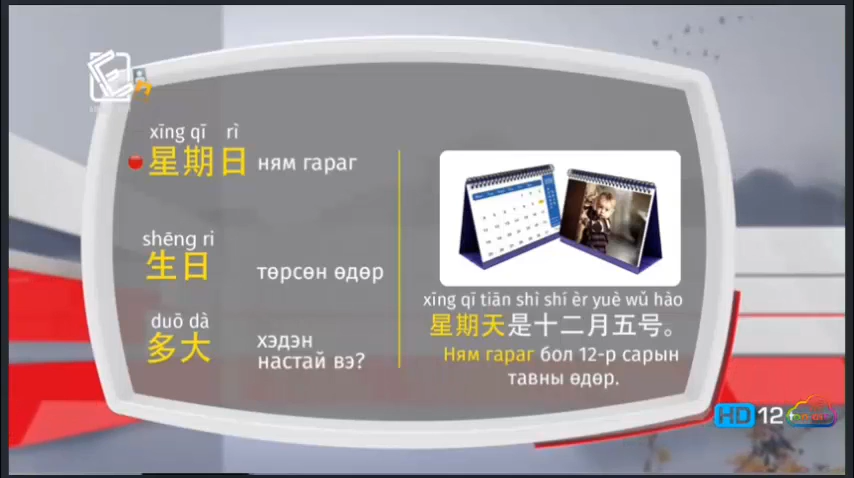 xīng qī rì
星期日 ням гараг
shēng rì
生日 төрсөн өдөр
duō dà
多大 хэдэн
настай вэ?
xīng qī tiān shì shí èr yuè wǔ hào
星期天是十二月五号。
Ням гараг бол 12-р сарын
тавны өдөр.
HD 12+